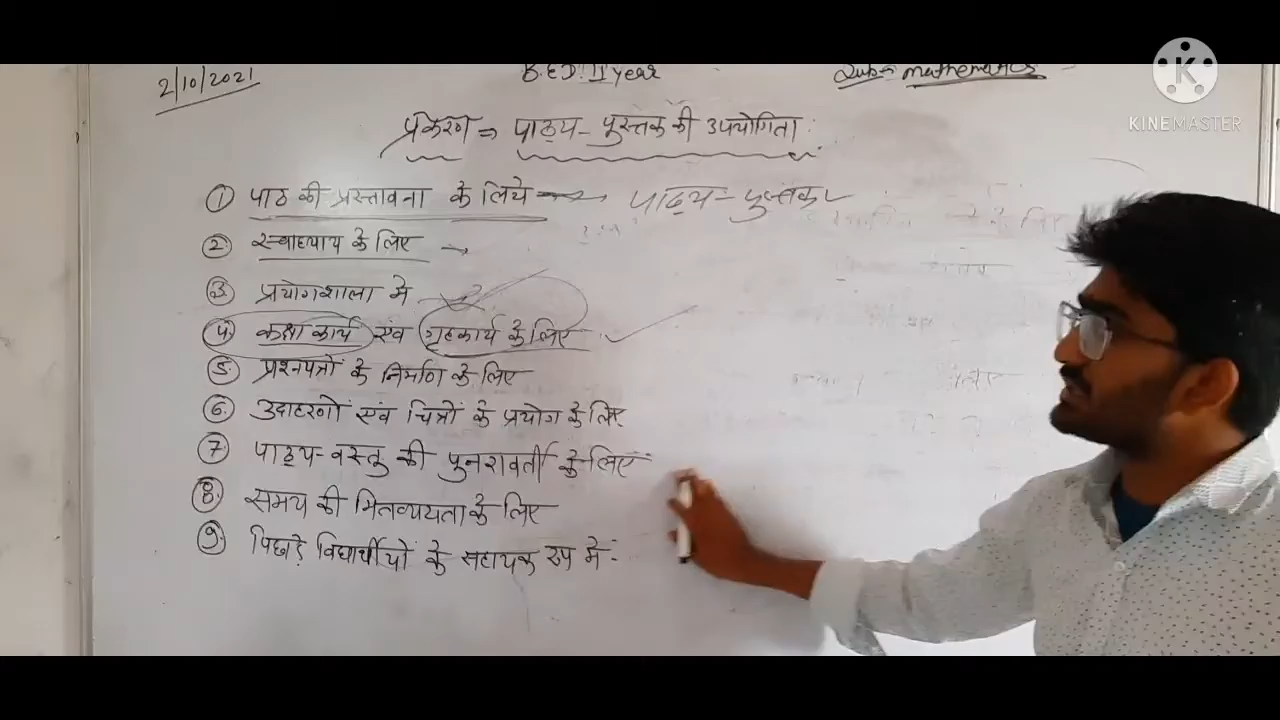 2/10/2021 B.ED. II year Sub- mathematics
KINEMASTER
प्रकरण => पाठ्य-पुस्तक की उपयोगिता :
① पाठ की प्रस्तावना के लिये → पाठ्य-पुस्तक
② स्वाध्याय के लिए →
③ प्रयोगशाला मे
④ कक्षा कार्य एंव गृहकार्य के लिए
⑤ प्रश्नपत्रों के निर्माण के लिए
⑥ उदाहरणों एंव चित्रों के प्रयोग के लिए
⑦ पाठ्य-वस्तु की पुनरावर्ती के लिए
⑧ समय की मितव्ययता के लिए
⑨ पिछड़े विद्यार्थीयों के सहायक रुप में :